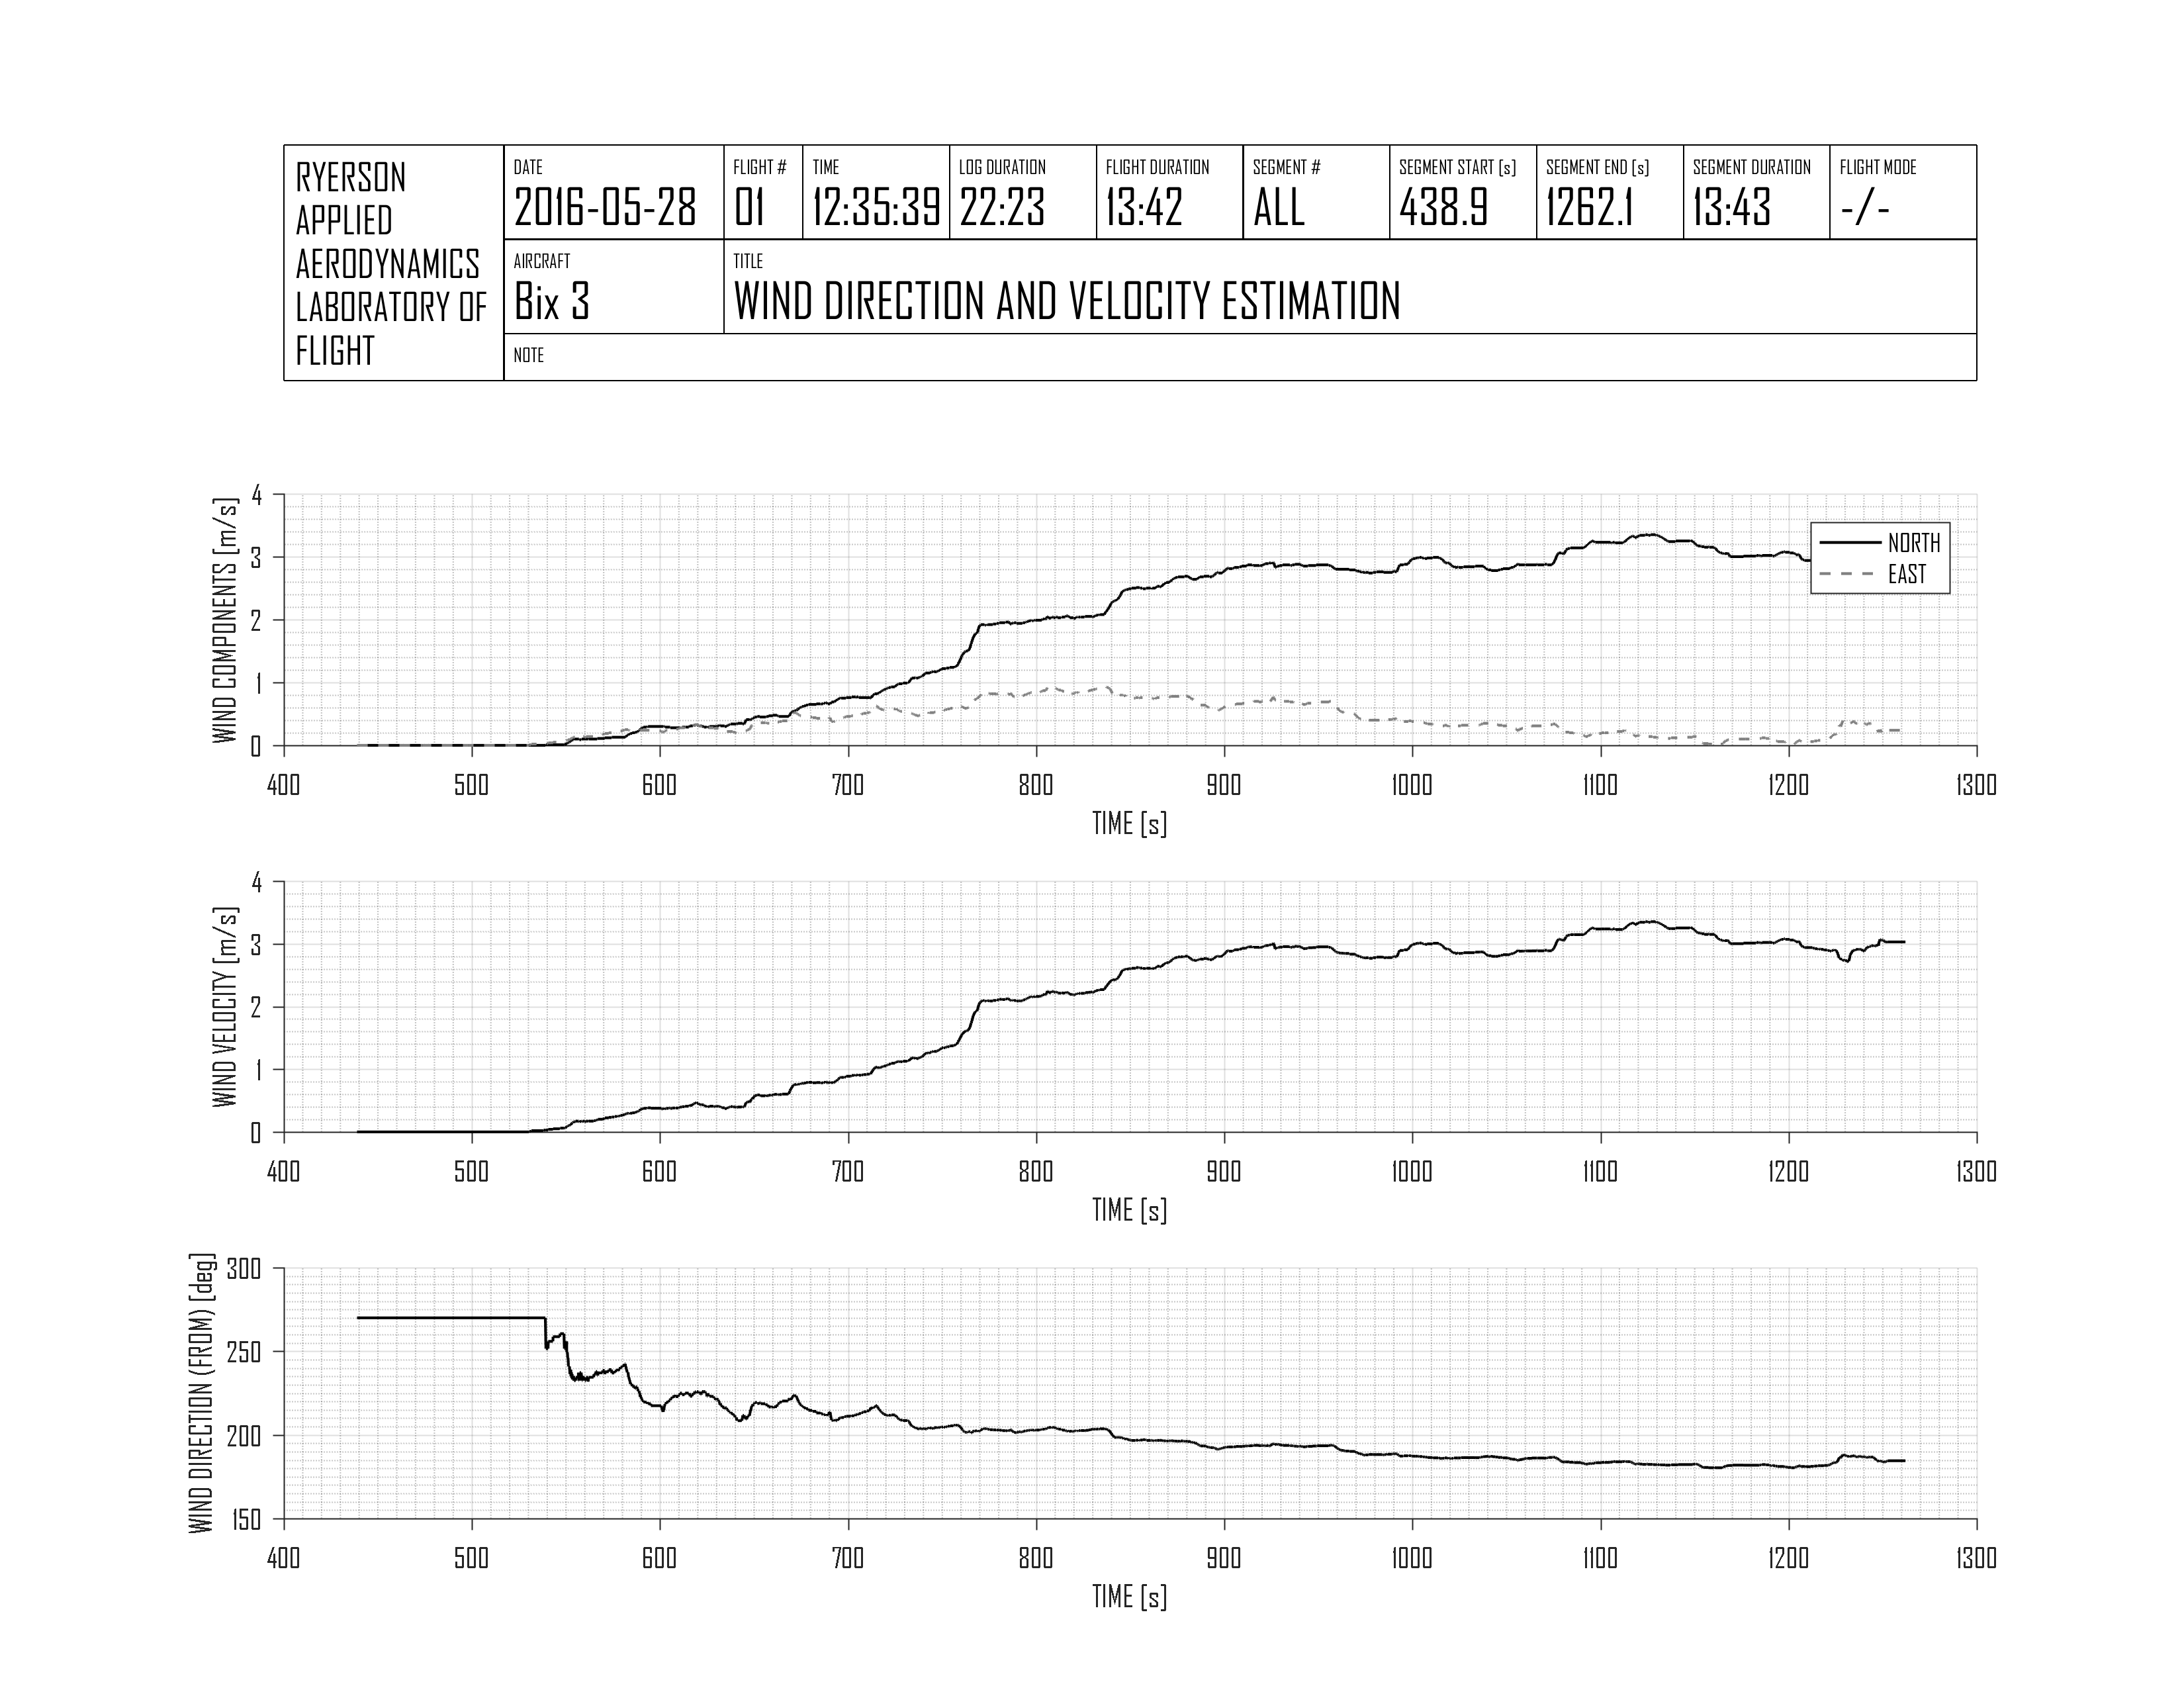 RYERSON
APPLIED
AERODYNAMICS
LABORATORY OF
FLIGHT
DATE
2016-05-28
FLIGHT #
01
TIME
12:35:39
LOG DURATION
22:23
FLIGHT DURATION
13:42
SEGMENT #
ALL
SEGMENT START [s]
438.9
SEGMENT END [s]
1262.1
SEGMENT DURATION
13:43
FLIGHT MODE
-/-
AIRCRAFT
Bix 3
TITLE
WIND DIRECTION AND VELOCITY ESTIMATION
NOTE
WIND COMPONENTS [m/s]
4
3
2
1
0
NORTH
EAST
400 500 600 700 800 900 1000 1100 1200 1300
TIME [s]
WIND VELOCITY [m/s]
4
3
2
1
0
400 500 600 700 800 900 1000 1100 1200 1300
TIME [s]
WIND DIRECTION (FROM) [deg]
300
250
200
150
400 500 600 700 800 900 1000 1100 1200 1300
TIME [s]